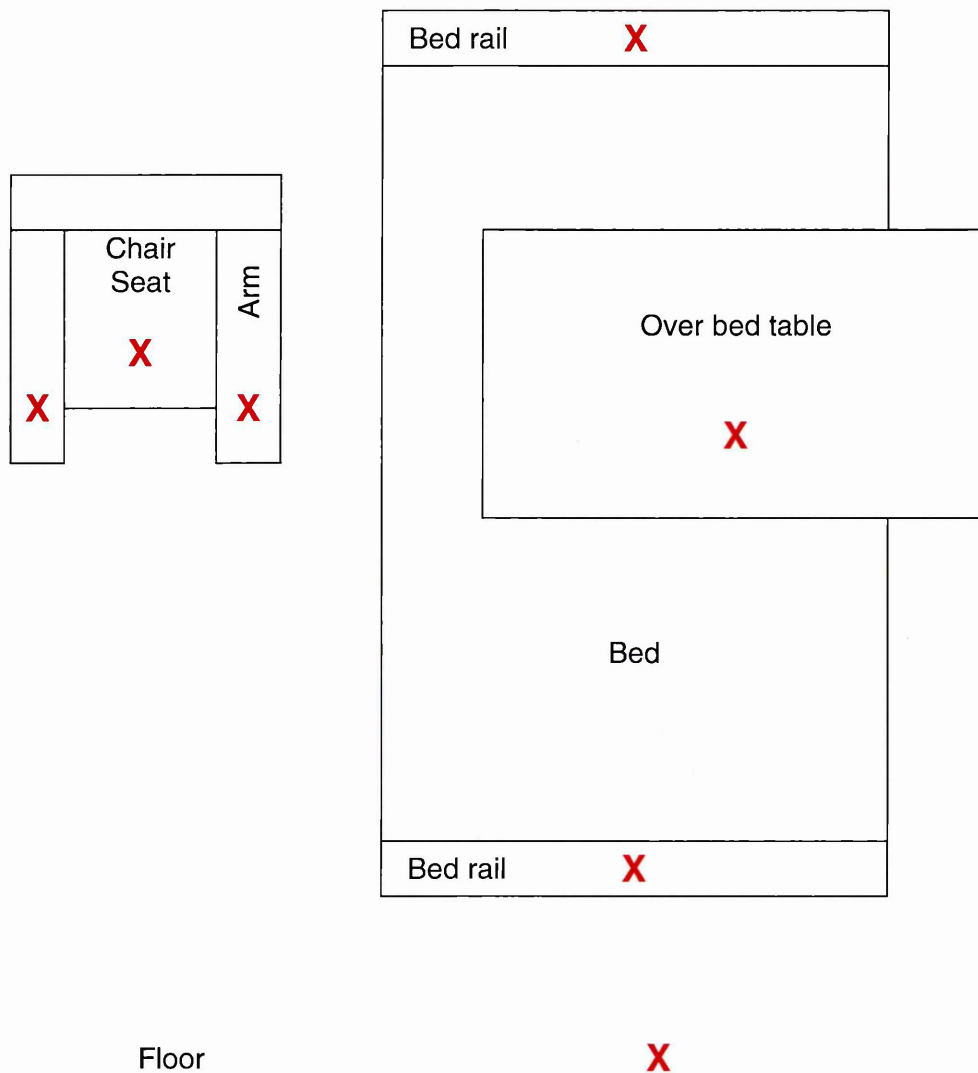 Bed rail X
Chair
Seat
Arm
X
X
X
Over bed table
X
Bed
Bed rail X
Floor X